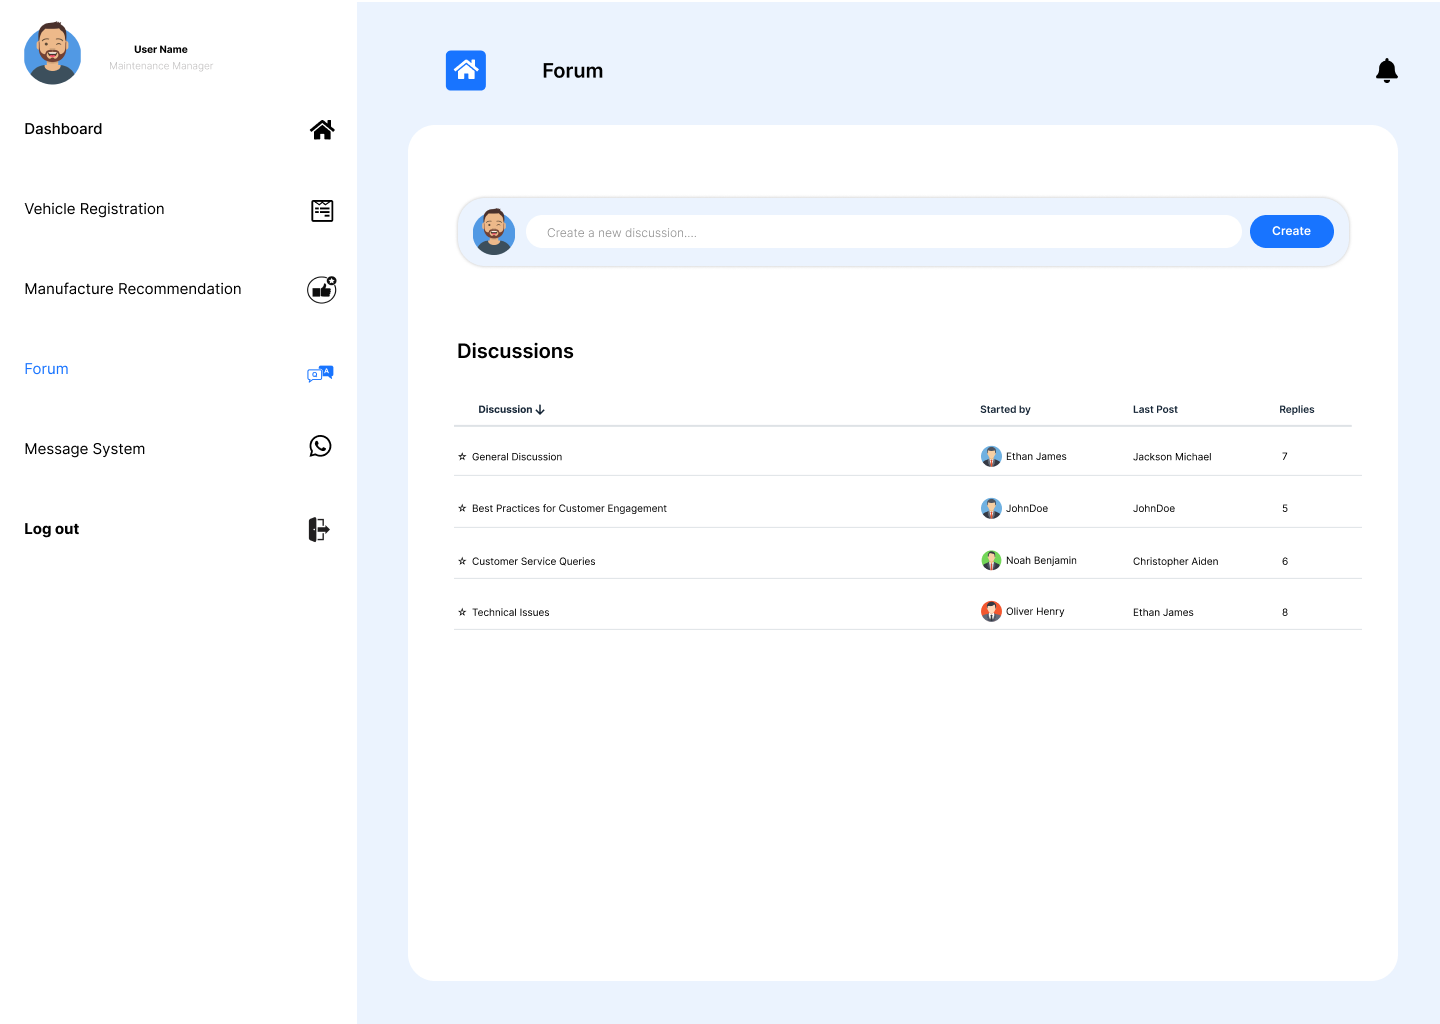 User Name
Maintenance Manager
Dashboard
Vehicle Registration
Manufacture Recommendation
Forum
Q A
Message System
Log out
Forum
Create a new discussion....
Create
Discussions
Discussion Started by Last Post Replies
General Discussion Ethan James Jackson Michael 7
Best Practices for Customer Engagement JohnDoe JohnDoe 5
Customer Service Queries Noah Benjamin Christopher Aiden 6
Technical Issues Oliver Henry Ethan James 8